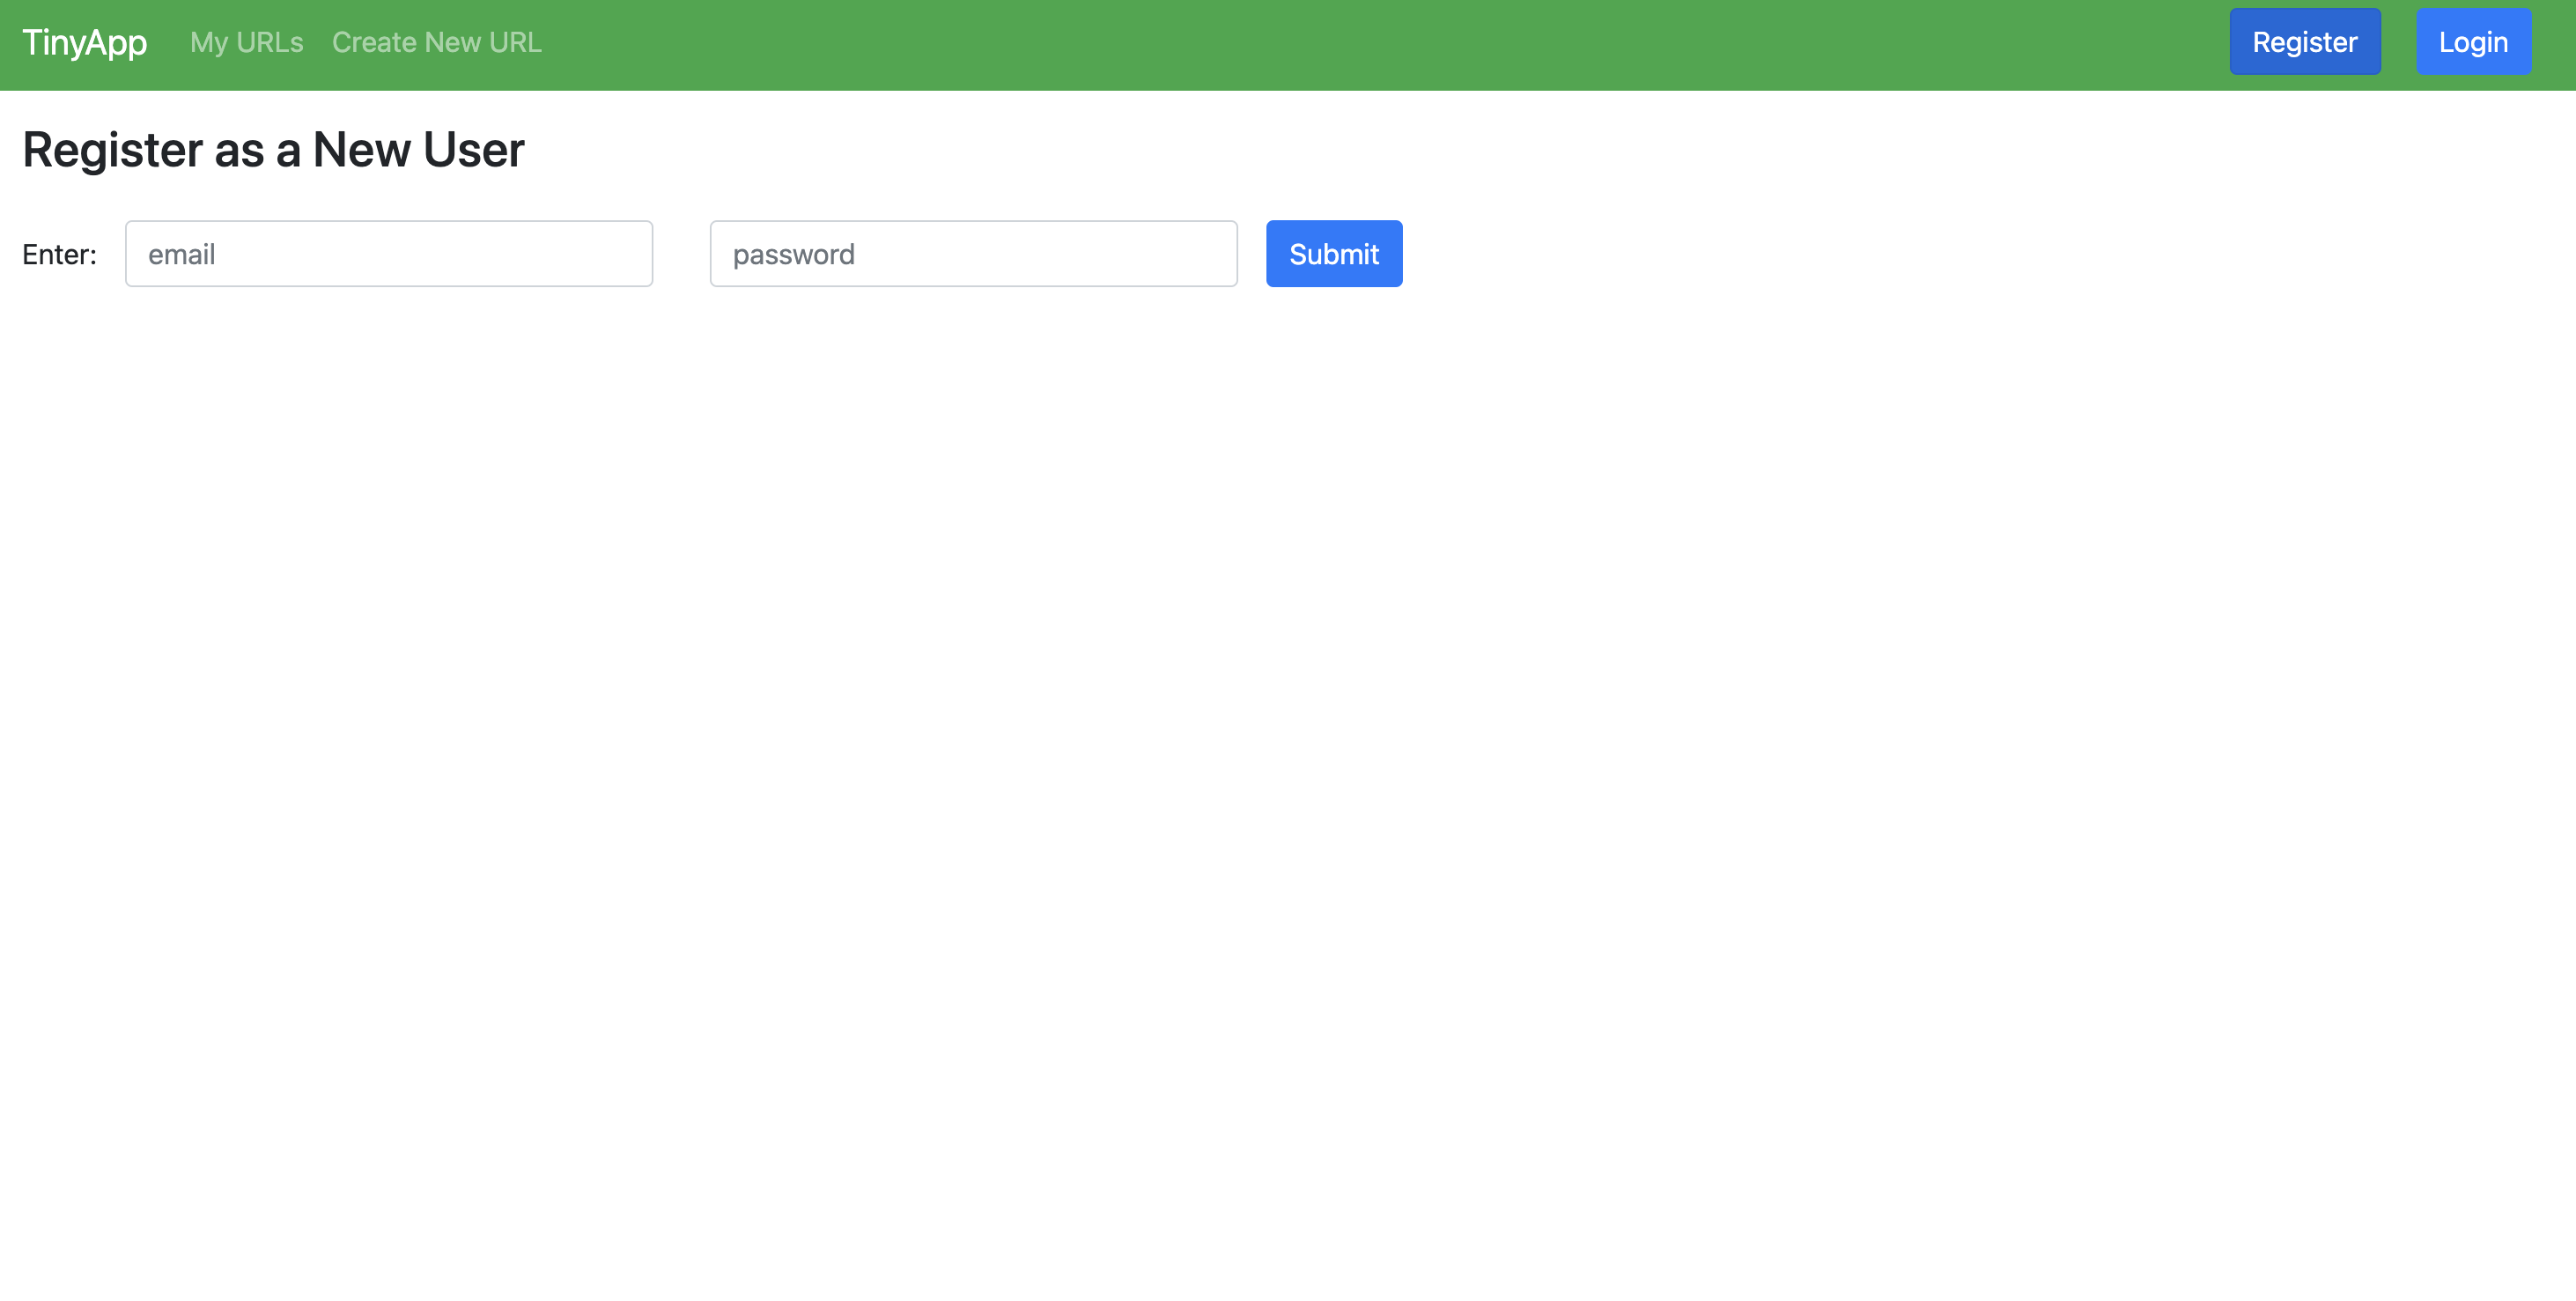 TinyApp My URLs Create New URL Register Login
Register as a New User
Enter: email password Submit